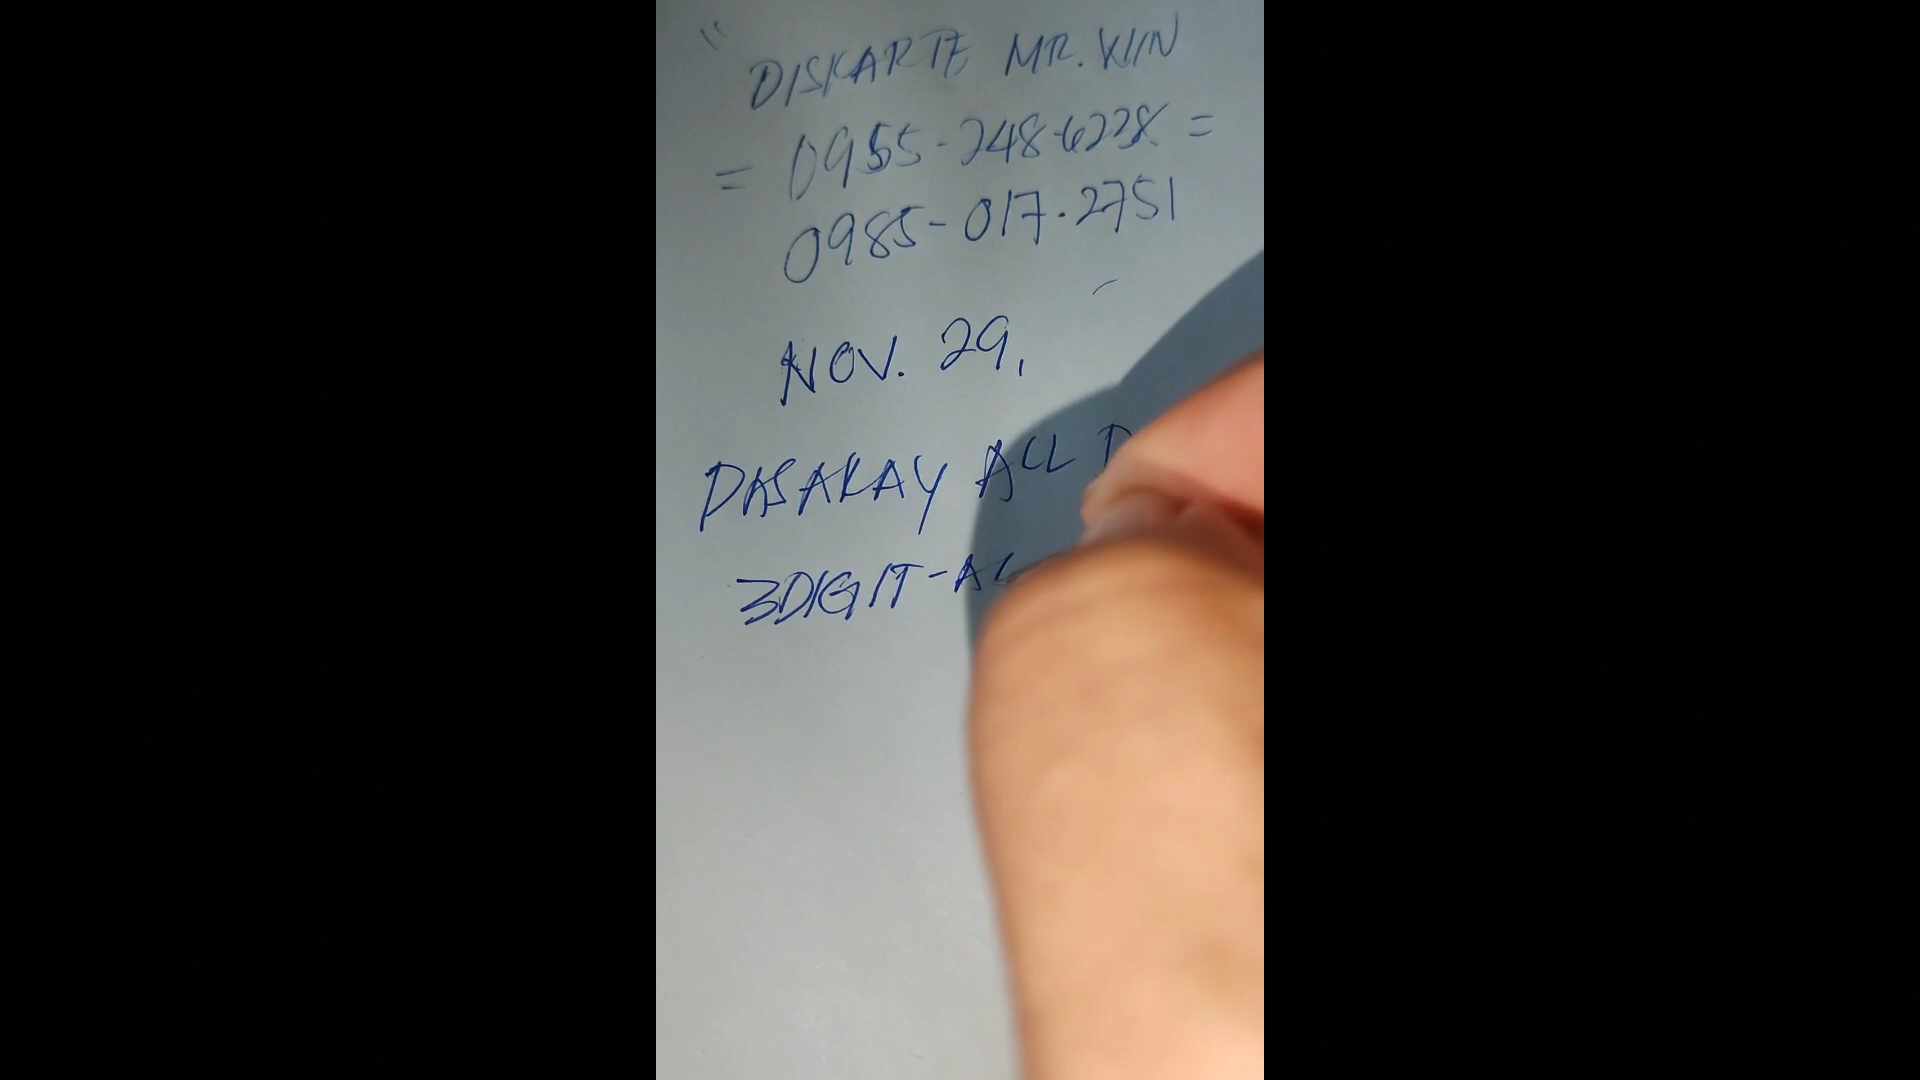 "DISKARTE MR. WIN
= 0955-248-6228 =
0985-017-2751
NOV. 29,
PASAKAY ALL D
3DIGIT-